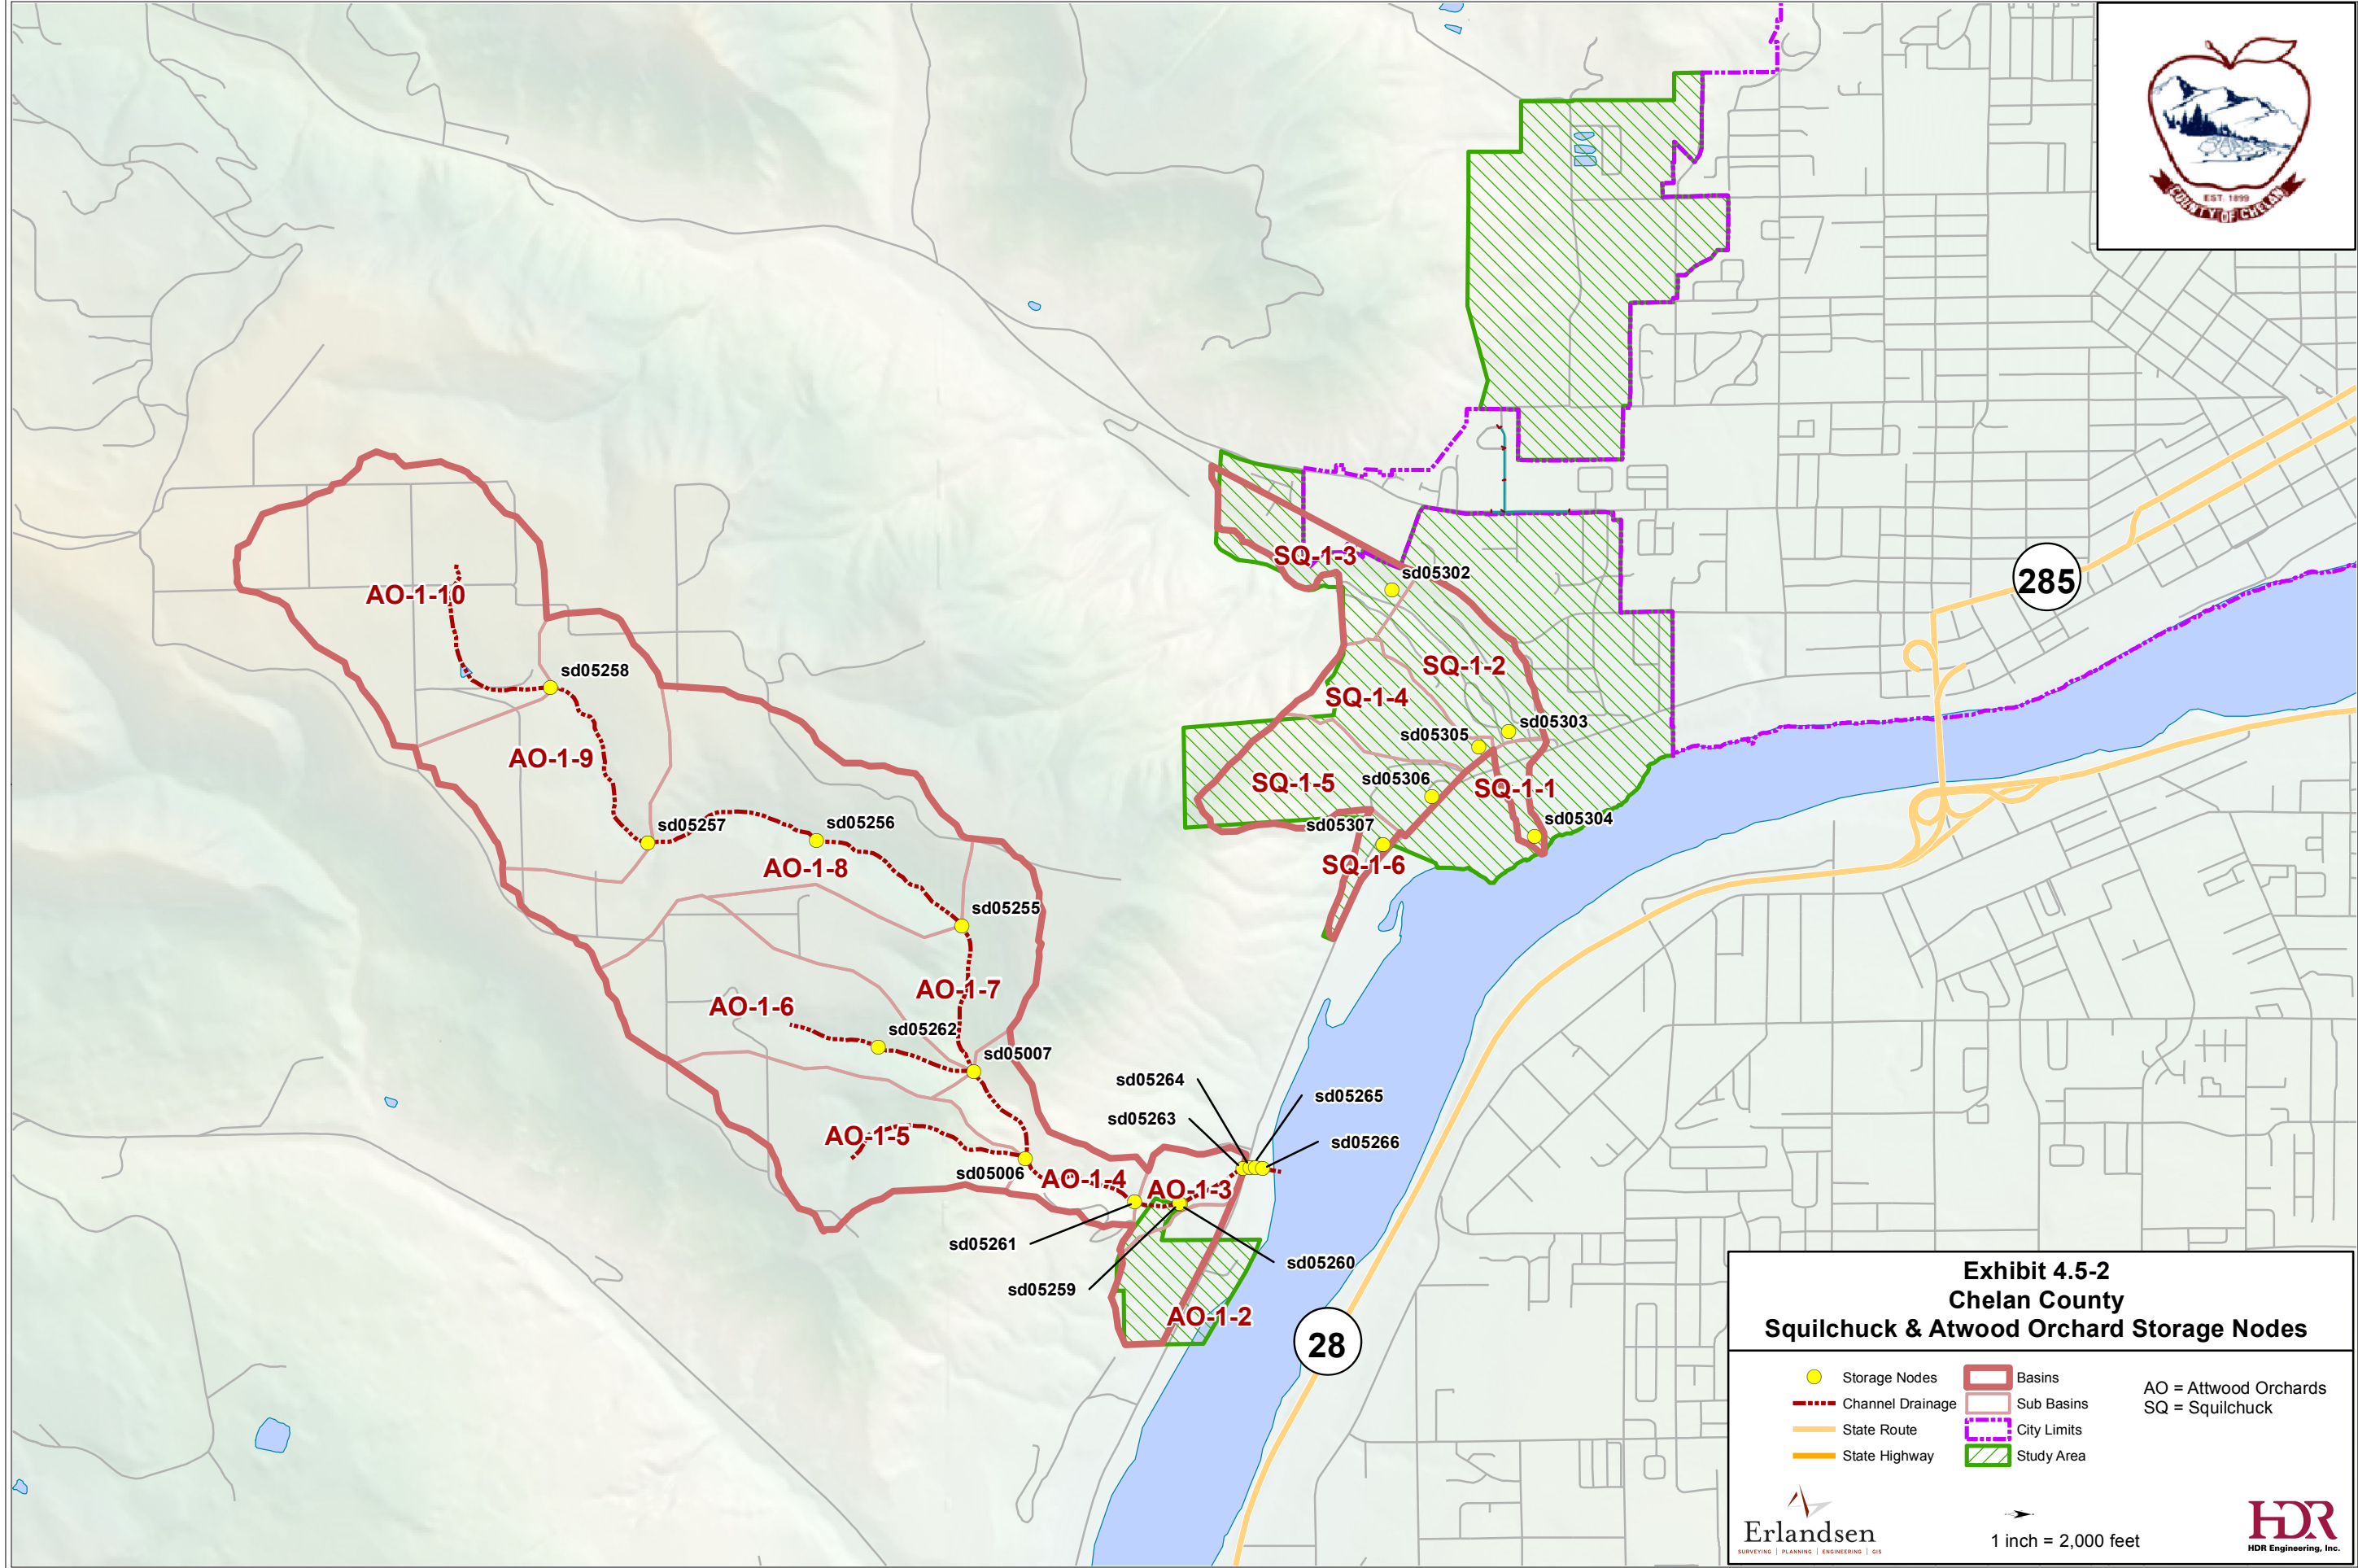 EST. 1899
COUNTY OF CHELAN
285
SQ-1-3
sd05302
AO-1-10
SQ-1-2
sd05258
SQ-1-4
sd05303
sd05305
AO-1-9
SQ-1-5
sd05306
SQ-1-1
sd05257
sd05256
sd05307
sd05304
AO-1-8
SQ-1-6
sd05255
AO-1-7
AO-1-6
sd05262
sd05007
sd05264
sd05265
sd05263
AO-1-5
sd05266
sd05006
AO-1-4
AO-1-3
sd05261
sd05260
sd05259
AO-1-2
28
Exhibit 4.5-2
Chelan County
Squilchuck & Atwood Orchard Storage Nodes
Storage Nodes
Channel Drainage
State Route
State Highway
Basins
Sub Basins
City Limits
Study Area
AO = Attwood Orchards
SQ = Squilchuck
Erlandsen
SURVEYING | PLANNING | ENGINEERING | GIS
1 inch = 2,000 feet
HDR
HDR Engineering, Inc.